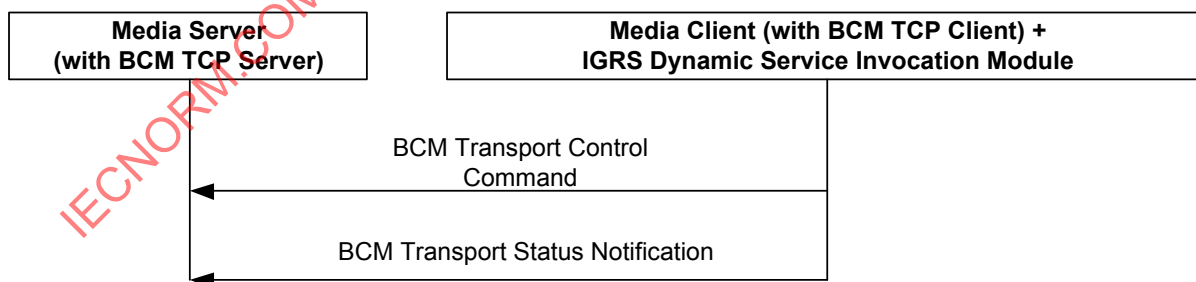 Media Server
(with BCM TCP Server)
Media Client (with BCM TCP Client) +
IGRS Dynamic Service Invocation Module
BCM Transport Control
Command
BCM Transport Status Notification
IECNORM.COM